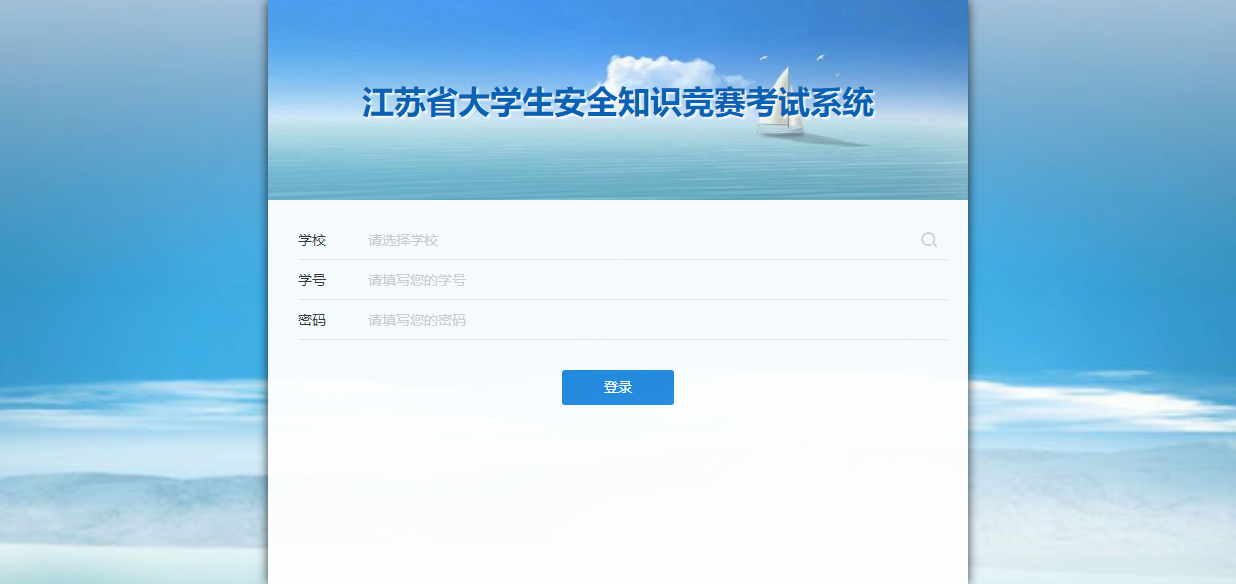 江苏省大学生安全知识竞赛考试系统
学校 请选择学校
学号 请填写您的学号
密码 请填写您的密码
登录